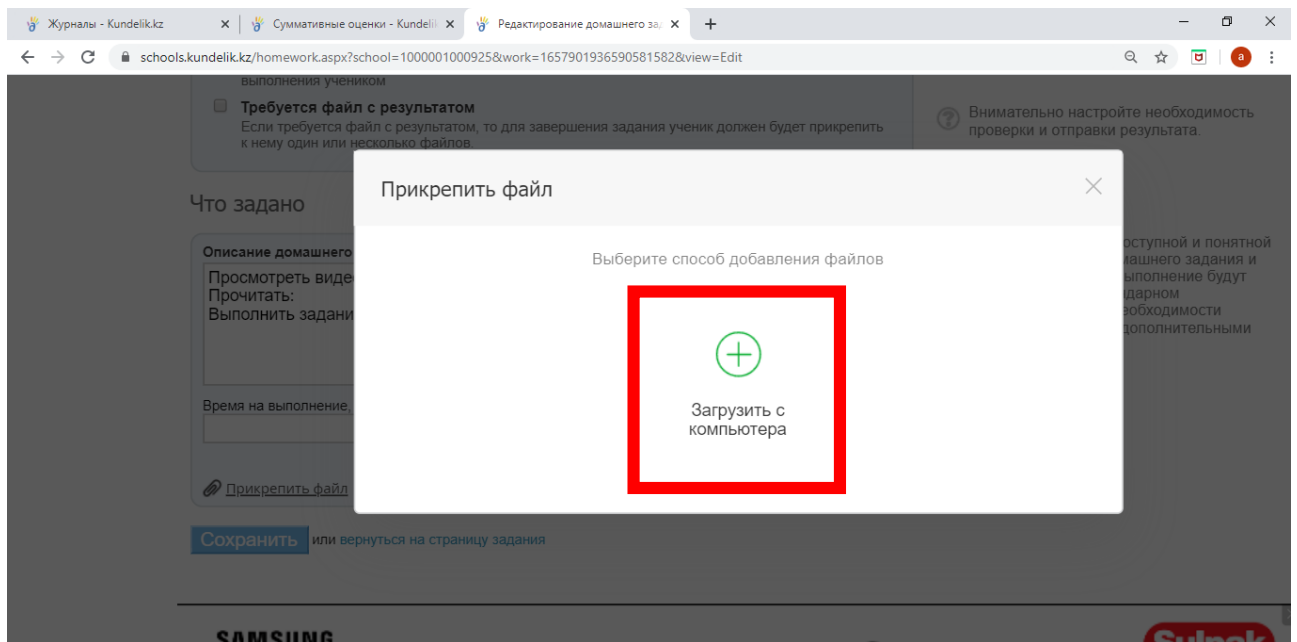 Журналы - Kundelik.kz
Суммативные оценки - Kundelik
Редактирование домашнего за
schools.kundelik.kz/homework.aspx?school=1000001000925&work=1657901936590581582&view=Edit
a
выполнения учеником
Требуется файл с результатом
Если требуется файл с результатом, то для завершения задания ученик должен будет прикрепить
к нему один или несколько файлов.
Внимательно настройте необходимость
проверки и отправки результата.
Что задано
Прикрепить файл
Описание домашнего
Просмотреть виде
Прочитать:
Выполнить задани
Выберите способ добавления файлов
Загрузить с
компьютера
оступной и понятной
машнего задания и
ыполнение будут
ндарном
еобходимости
дополнительными
Время на выполнение,
Прикрепить файл
Сохранить или вернуться на страницу задания
SAMSUNG
Sulpak